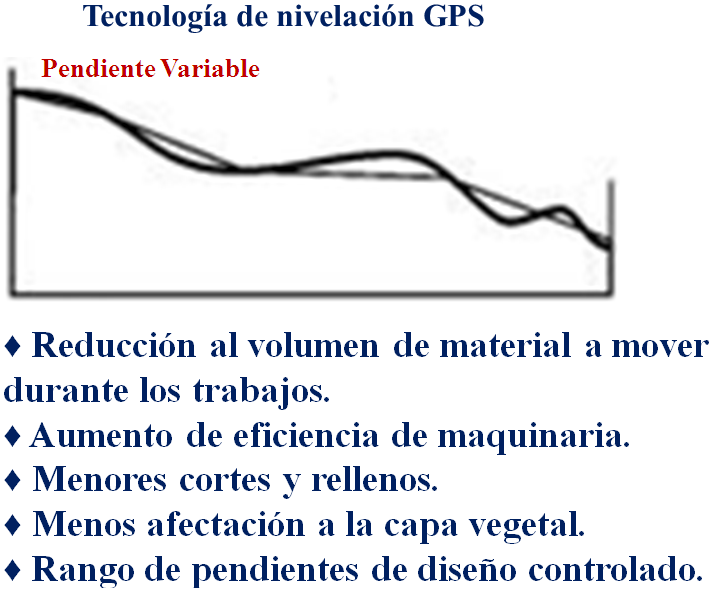 Tecnología de nivelación GPS
Pendiente Variable
♦ Reducción al volumen de material a mover
durante los trabajos.
♦ Aumento de eficiencia de maquinaria.
♦ Menores cortes y rellenos.
♦ Menos afectación a la capa vegetal.
♦ Rango de pendientes de diseño controlado.